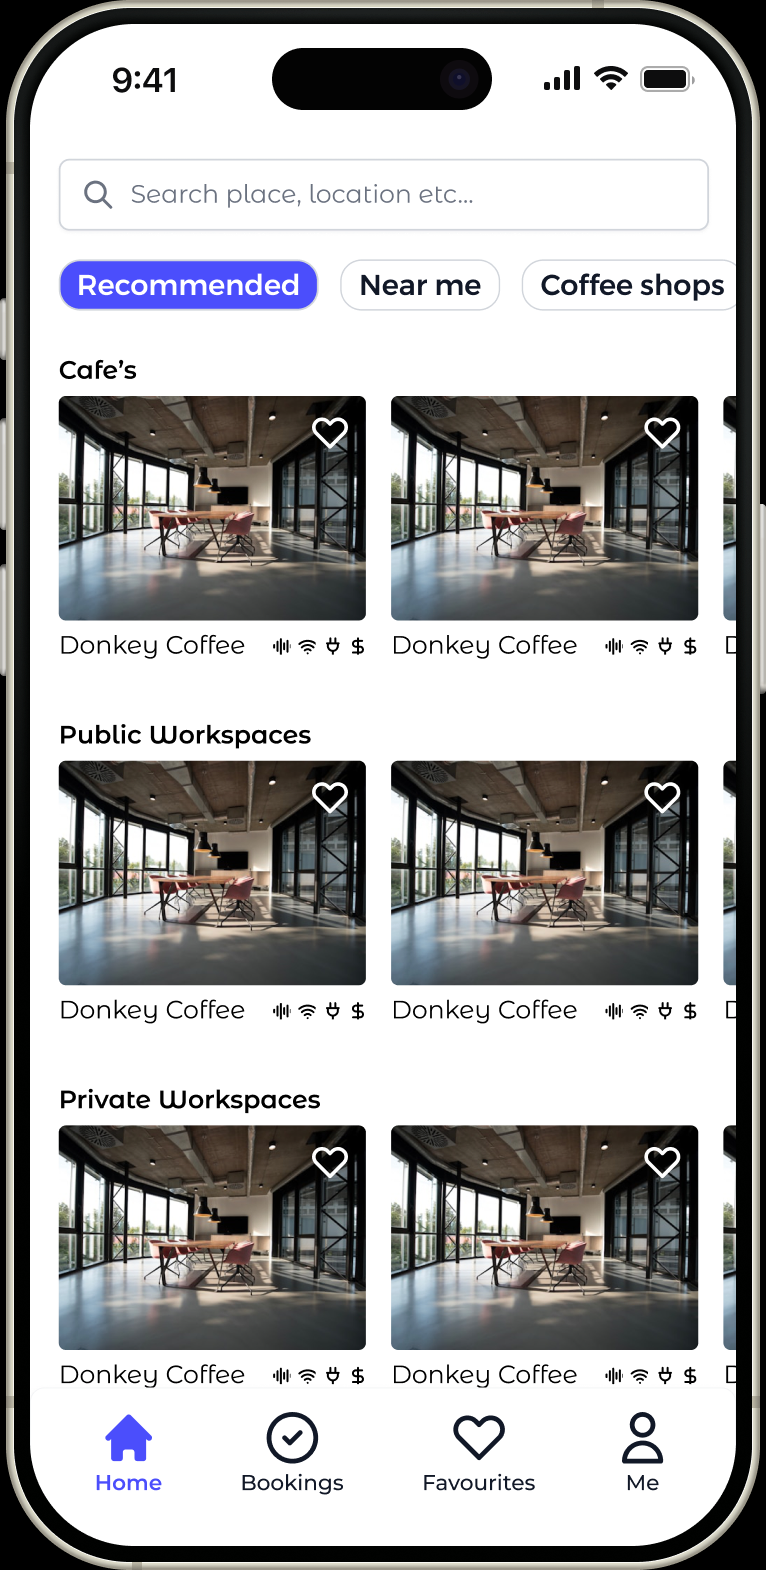 9:41
Search place, location etc...
Recommended
Near me
Coffee shops
Cafe’s
Donkey Coffee
$
Donkey Coffee
$
D
Public Workspaces
Donkey Coffee
$
Donkey Coffee
$
D
Private Workspaces
Donkey Coffee
$
Donkey Coffee
$
D
Home
Bookings
Favourites
Me